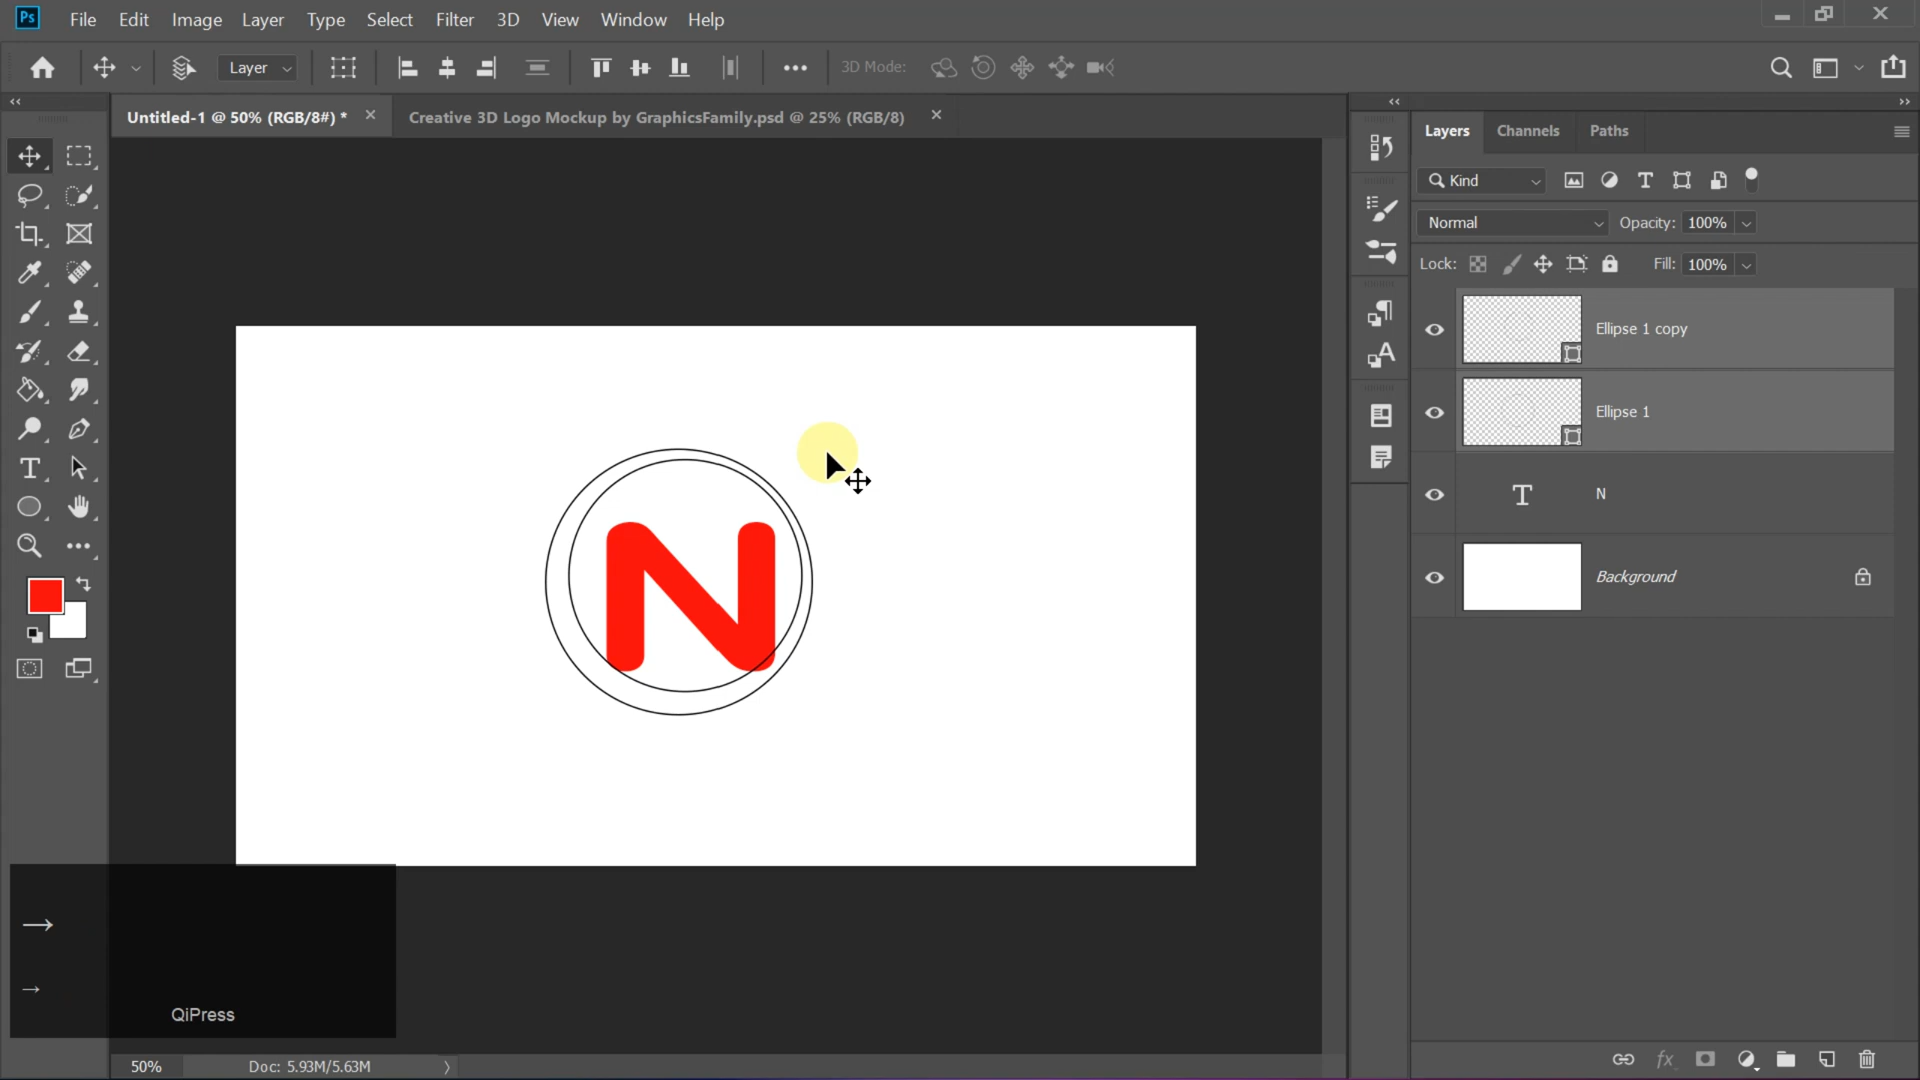 Ps File Edit Image Layer Type Select Filter 3D View Window Help
Layer 3D Mode:
Untitled-1 @ 50% (RGB/8#) * Creative 3D Logo Mockup by GraphicsFamily.psd @ 25% (RGB/8)
Layers Channels Paths
Kind
Normal Opacity: 100%
Lock: Fill: 100%
Ellipse 1 copy
Ellipse 1
T N
Background
N
→
→
QiPress
50% Doc: 5.93M/5.63M